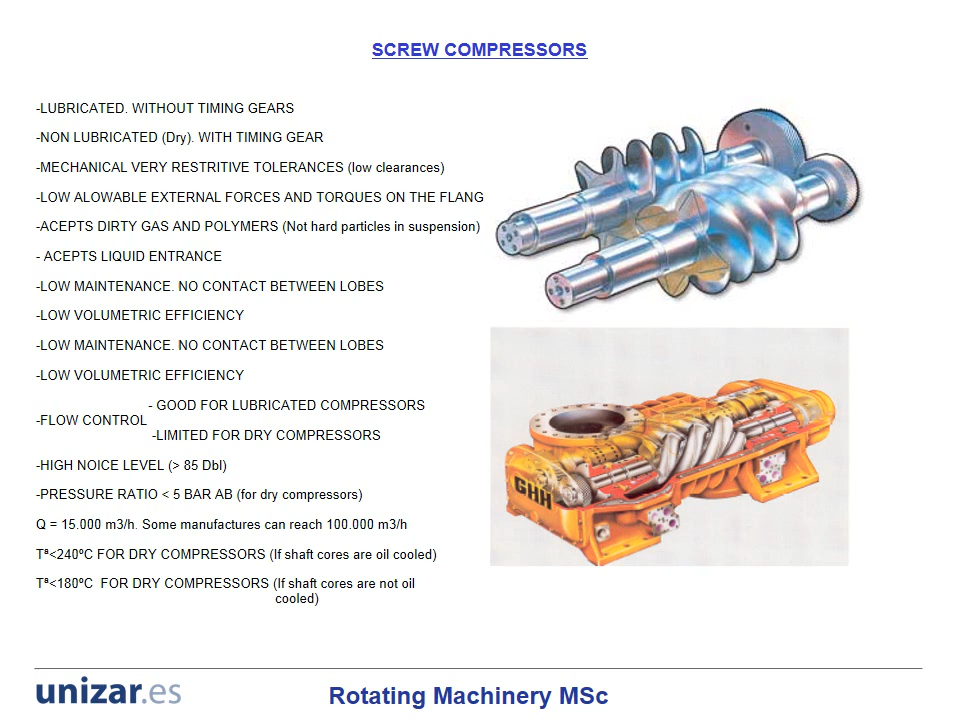 SCREW COMPRESSORS
-LUBRICATED. WITHOUT TIMING GEARS
-NON LUBRICATED (Dry). WITH TIMING GEAR
-MECHANICAL VERY RESTRITIVE TOLERANCES (low clearances)
-LOW ALOWABLE EXTERNAL FORCES AND TORQUES ON THE FLANG
-ACEPTS DIRTY GAS AND POLYMERS (Not hard particles in suspension)
- ACEPTS LIQUID ENTRANCE
-LOW MAINTENANCE. NO CONTACT BETWEEN LOBES
-LOW VOLUMETRIC EFFICIENCY
-LOW MAINTENANCE. NO CONTACT BETWEEN LOBES
-LOW VOLUMETRIC EFFICIENCY
- GOOD FOR LUBRICATED COMPRESSORS
-FLOW CONTROL
-LIMITED FOR DRY COMPRESSORS
-HIGH NOICE LEVEL (> 85 Dbl)
-PRESSURE RATIO < 5 BAR AB (for dry compressors)
Q = 15.000 m3/h. Some manufactures can reach 100.000 m3/h
Tª<240ºC FOR DRY COMPRESSORS (If shaft cores are oil cooled)
Tª<180ºC  FOR DRY COMPRESSORS (If shaft cores are not oil
cooled)
GHH
unizar.es
Rotating Machinery MSc